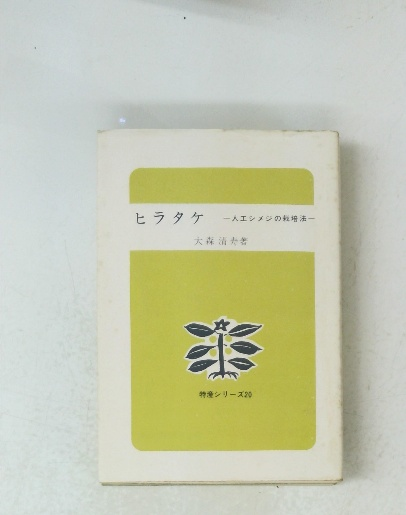 ヒラタケ —人工シメジの栽培法—
大森清寿著
特産シリーズ20